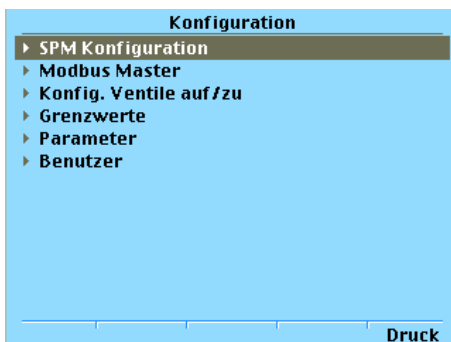 Konfiguration
SPM Konfiguration
Modbus Master
Konfig. Ventile auf/zu
Grenzwerte
Parameter
Benutzer
Druck